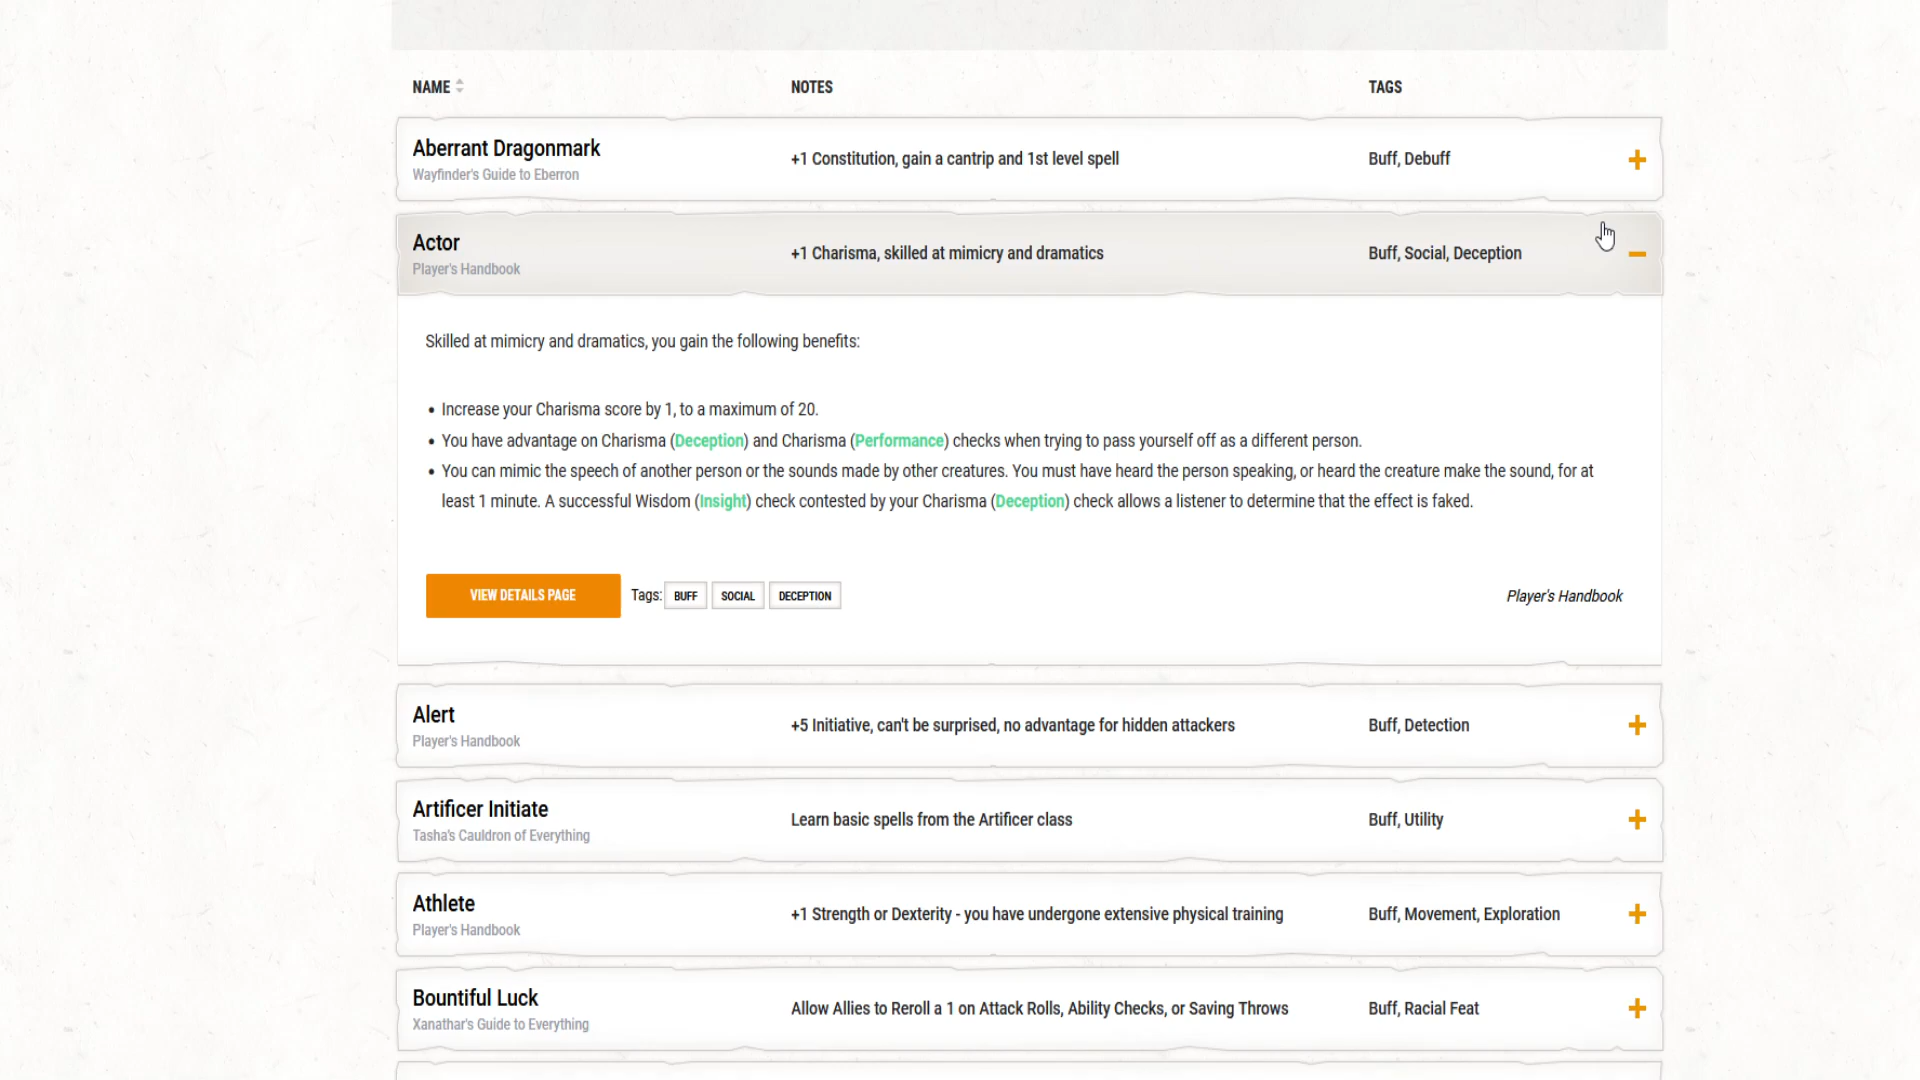 NAME NOTES TAGS
Aberrant Dragonmark
Wayfinder's Guide to Eberron
+1 Constitution, gain a cantrip and 1st level spell
Buff, Debuff
Actor
Player's Handbook
+1 Charisma, skilled at mimicry and dramatics
Buff, Social, Deception
Skilled at mimicry and dramatics, you gain the following benefits:
• Increase your Charisma score by 1, to a maximum of 20.
• You have advantage on Charisma (Deception) and Charisma (Performance) checks when trying to pass yourself off as a different person.
• You can mimic the speech of another person or the sounds made by other creatures. You must have heard the person speaking, or heard the creature make the sound, for at
least 1 minute. A successful Wisdom (Insight) check contested by your Charisma (Deception) check allows a listener to determine that the effect is faked.
VIEW DETAILS PAGE Tags: BUFF SOCIAL DECEPTION Player's Handbook
Alert
Player's Handbook
+5 Initiative, can't be surprised, no advantage for hidden attackers
Buff, Detection
Artificer Initiate
Tasha's Cauldron of Everything
Learn basic spells from the Artificer class
Buff, Utility
Athlete
Player's Handbook
+1 Strength or Dexterity - you have undergone extensive physical training
Buff, Movement, Exploration
Bountiful Luck
Xanathar's Guide to Everything
Allow Allies to Reroll a 1 on Attack Rolls, Ability Checks, or Saving Throws
Buff, Racial Feat